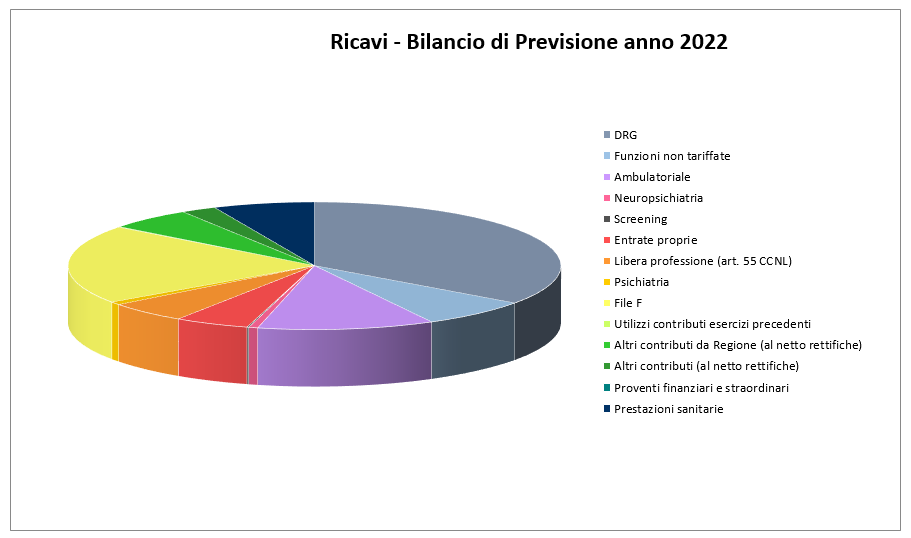 Ricavi - Bilancio di Previsione anno 2022
DRG
Funzioni non tariffate
Ambulatoriale
Neuropsichiatria
Screening
Entrate proprie
Libera professione (art. 55 CCNL)
Psichiatria
File F
Utilizzi contributi esercizi precedenti
Altri contributi da Regione (al netto rettifiche)
Altri contributi (al netto rettifiche)
Proventi finanziari e straordinari
Prestazioni sanitarie